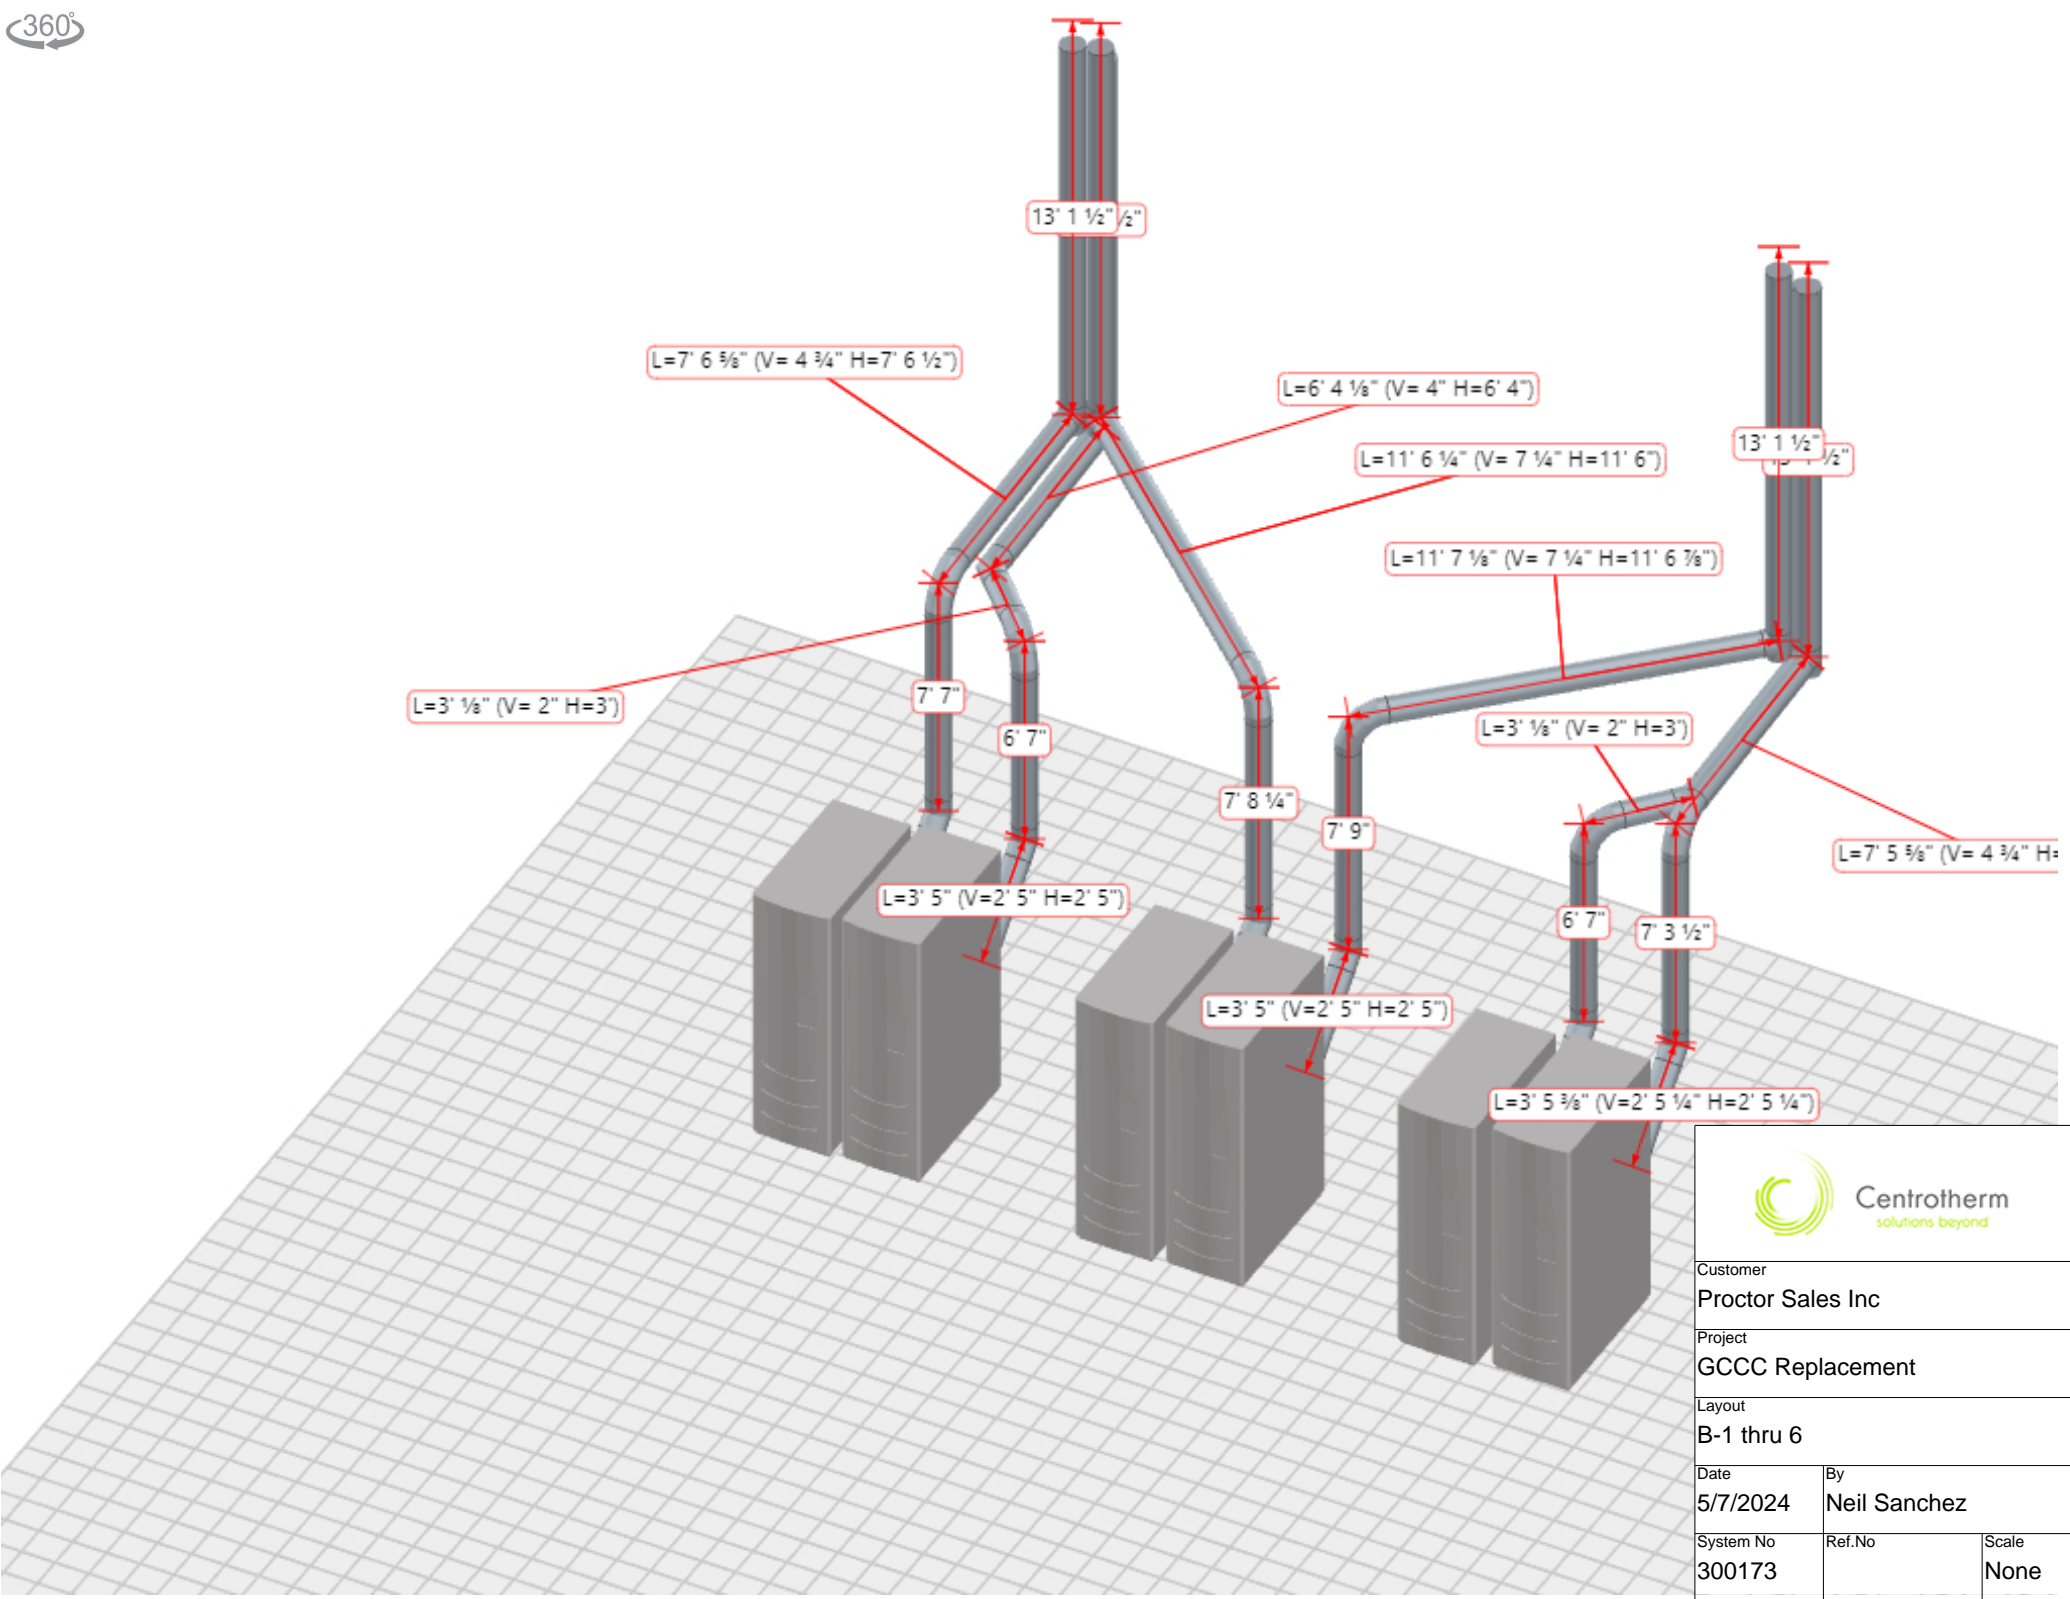 360°
13' 1 ½"
½"
L=7' 6 ⅝" (V= 4 ¾" H=7' 6 ½")
L=6' 4 ⅛" (V= 4" H=6' 4")
13' 1 ½"
½"
L=11' 6 ¼" (V= 7 ¼" H=11' 6")
L=11' 7 ⅛" (V= 7 ¼" H=11' 6 ⅞")
L=3' ⅛" (V= 2" H=3')
7' 7"
6' 7"
L=3' ⅛" (V= 2" H=3')
7' 8 ¼"
7' 9"
L=7' 5 ⅝" (V= 4 ¾" H=
L=3' 5" (V=2' 5" H=2' 5")
6' 7"
7' 3 ½"
L=3' 5" (V=2' 5" H=2' 5")
L=3' 5 ⅜" (V=2' 5 ¼" H=2' 5 ¼")
Centrotherm
solutions beyond
Customer
Proctor Sales Inc
Project
GCCC Replacement
Layout
B-1 thru 6
Date By
5/7/2024 Neil Sanchez
System No Ref.No Scale
300173 None